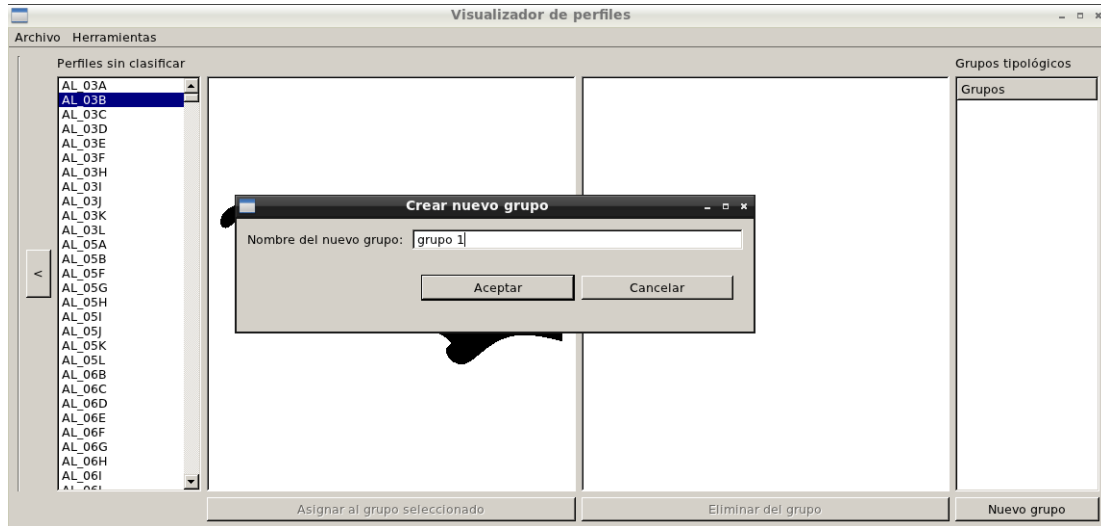 Visualizador de perfiles
Archivo Herramientas
Perfiles sin clasificar
Grupos tipológicos
AL_03A
AL_03B
AL_03C
AL_03D
AL_03E
AL_03F
AL_03H
AL_03I
AL_03J
AL_03K
AL_03L
AL_05A
AL_05B
AL_05F
AL_05G
AL_05H
AL_05I
AL_05J
AL_05K
AL_05L
AL_06B
AL_06C
AL_06D
AL_06E
AL_06F
AL_06G
AL_06H
AL_06I
<
Crear nuevo grupo
Nombre del nuevo grupo: grupo 1
Aceptar Cancelar
Grupos
Asignar al grupo seleccionado
Eliminar del grupo
Nuevo grupo